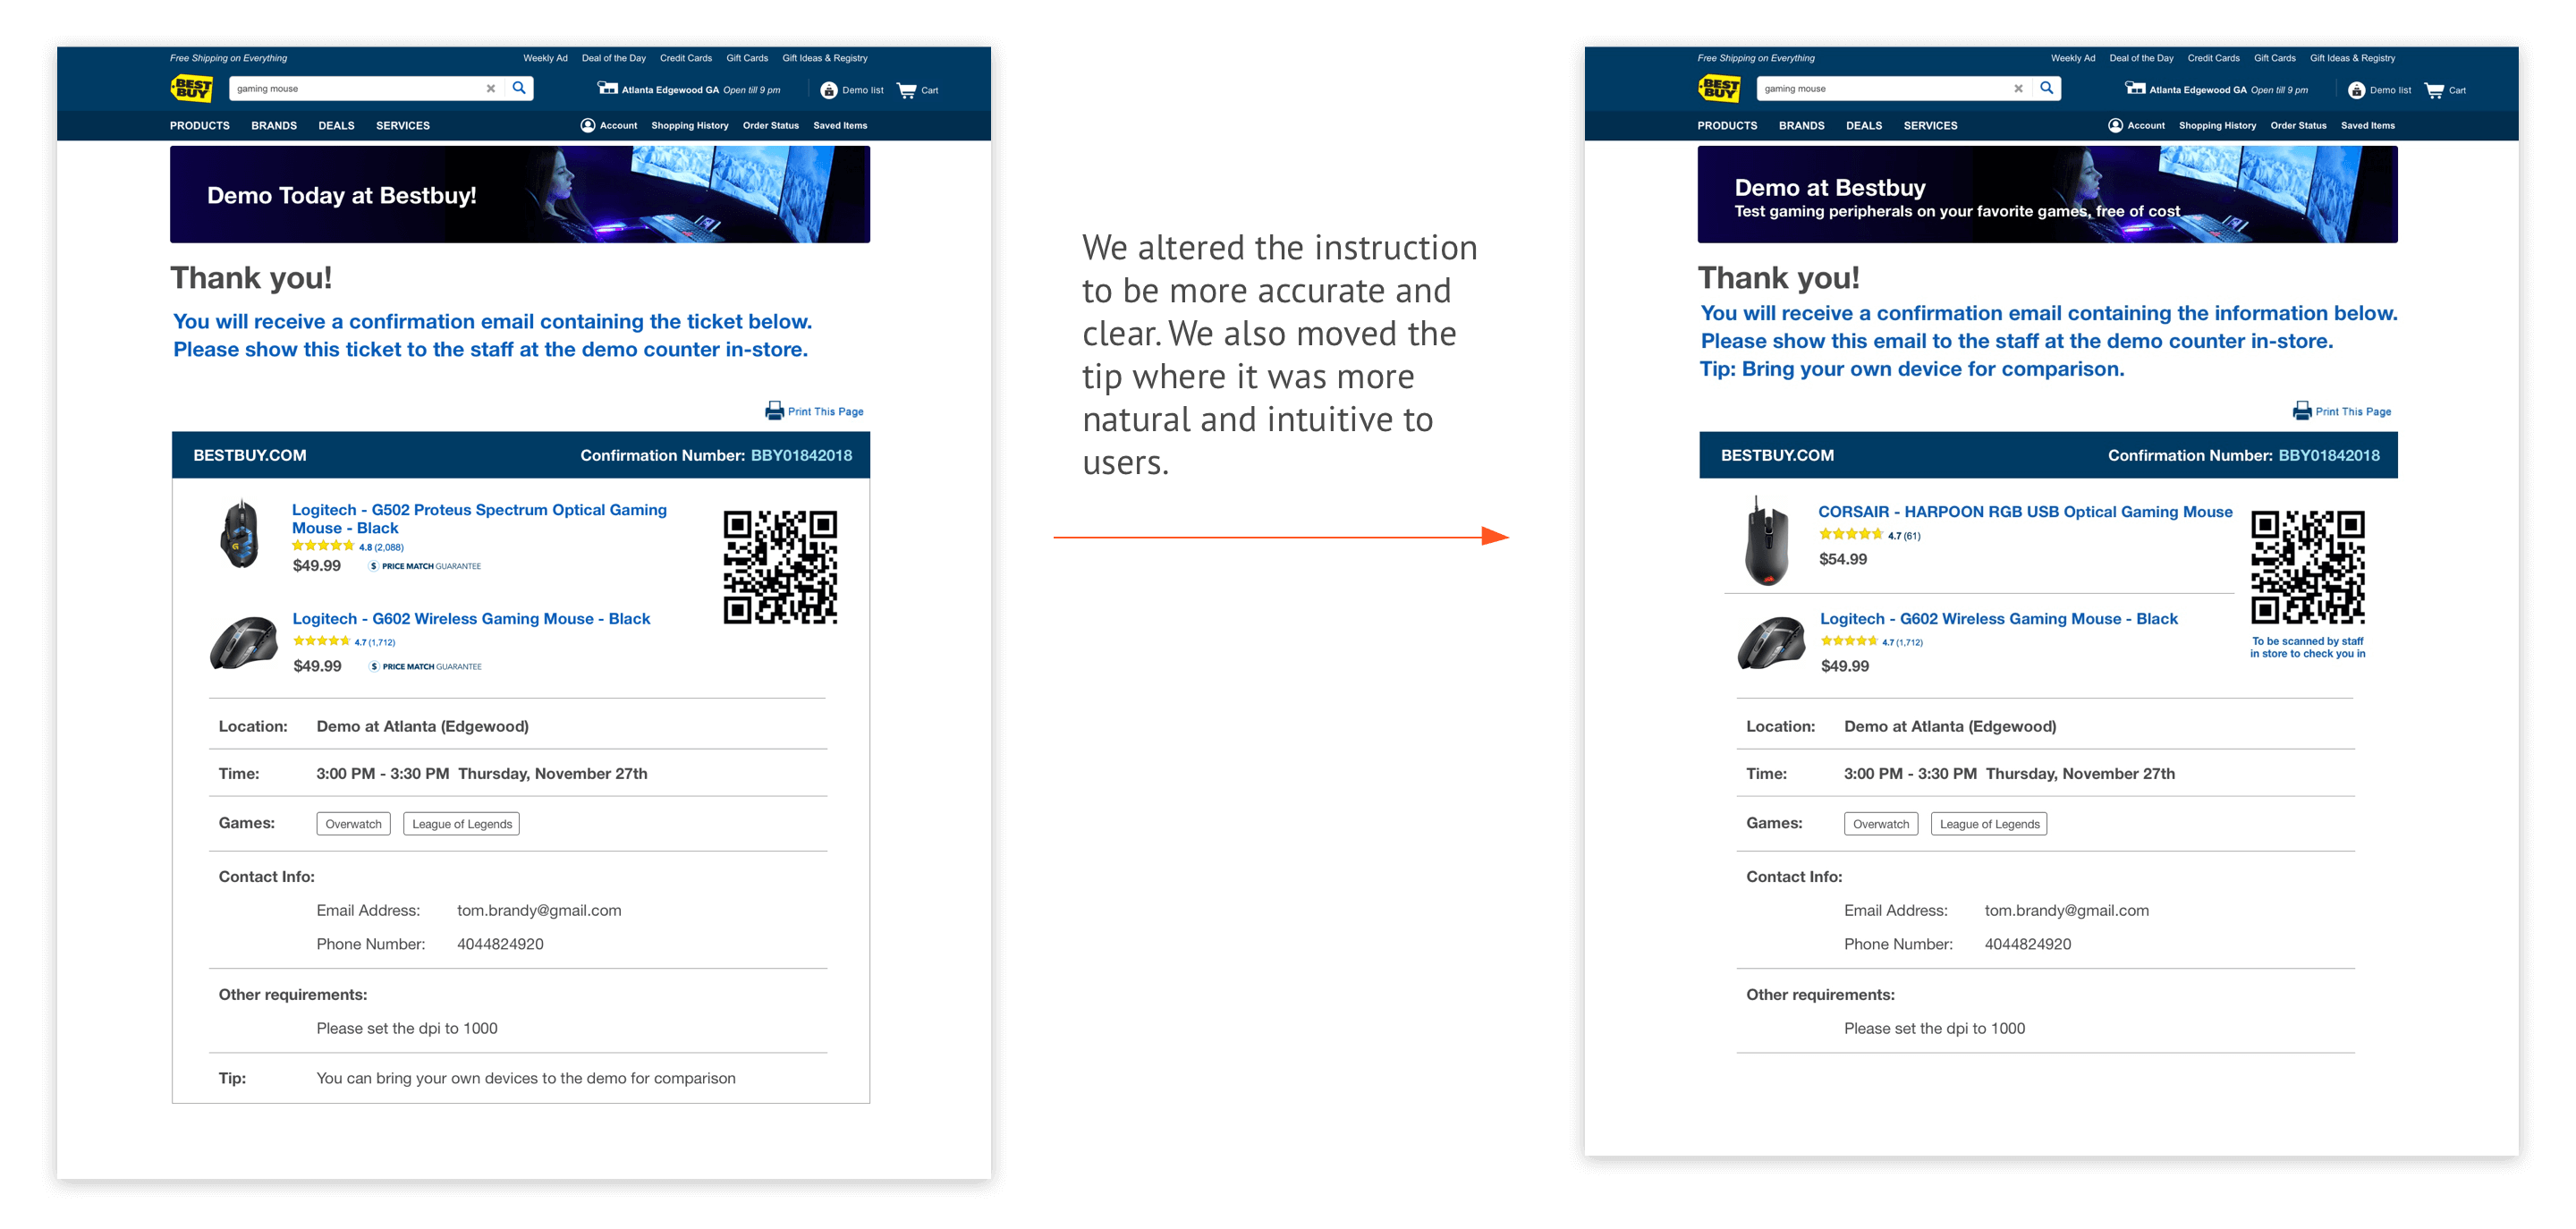 Free Shipping on Everything
Weekly Ad Deal of the Day Credit Cards Gift Cards Gift Ideas & Registry
BEST BUY
gaming mouse
Atlanta Edgewood GA Open till 9 pm
Demo list
Cart
PRODUCTS BRANDS DEALS SERVICES
Account Shopping History Order Status Saved Items
Demo Today at Bestbuy!
Thank you!
You will receive a confirmation email containing the ticket below.
Please show this ticket to the staff at the demo counter in-store.
Print This Page
BESTBUY.COM
Confirmation Number: BBY01842018
Logitech - G502 Proteus Spectrum Optical Gaming
Mouse - Black
4.8 (2,088)
$49.99 $ PRICE MATCH GUARANTEE
Logitech - G602 Wireless Gaming Mouse - Black
4.7 (1,712)
$49.99 $ PRICE MATCH GUARANTEE
Location: Demo at Atlanta (Edgewood)
Time: 3:00 PM - 3:30 PM Thursday, November 27th
Games: Overwatch League of Legends
Contact Info:
Email Address: tom.brandy@gmail.com
Phone Number: 4044824920
Other requirements:
Please set the dpi to 1000
Tip: You can bring your own devices to the demo for comparison
We altered the instruction
to be more accurate and
clear. We also moved the
tip where it was more
natural and intuitive to
users.
Free Shipping on Everything
Weekly Ad Deal of the Day Credit Cards Gift Cards Gift Ideas & Registry
BEST BUY
gaming mouse
Atlanta Edgewood GA Open till 9 pm
Demo list
Cart
PRODUCTS BRANDS DEALS SERVICES
Account Shopping History Order Status Saved Items
Demo at Bestbuy
Test gaming peripherals on your favorite games, free of cost
Thank you!
You will receive a confirmation email containing the information below.
Please show this email to the staff at the demo counter in-store.
Tip: Bring your own device for comparison.
Print This Page
BESTBUY.COM
Confirmation Number: BBY01842018
CORSAIR - HARPOON RGB USB Optical Gaming Mouse
4.7 (61)
$54.99
Logitech - G602 Wireless Gaming Mouse - Black
4.7 (1,712)
$49.99
To be scanned by staff
in store to check you in
Location: Demo at Atlanta (Edgewood)
Time: 3:00 PM - 3:30 PM Thursday, November 27th
Games: Overwatch League of Legends
Contact Info:
Email Address: tom.brandy@gmail.com
Phone Number: 4044824920
Other requirements:
Please set the dpi to 1000